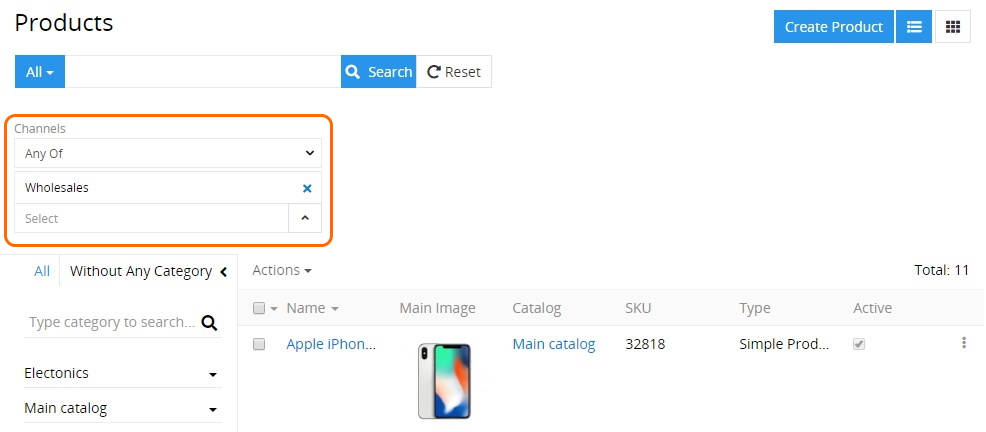 Products
Create Product
All
Search
Reset
Channels
Any Of
Wholesales
Select
All
Without Any Category
Actions
Total: 11
Type category to search...
Name
Main Image
Catalog
SKU
Type
Active
Apple iPhon...
Main catalog
32818
Simple Prod...
Electonics
Main catalog